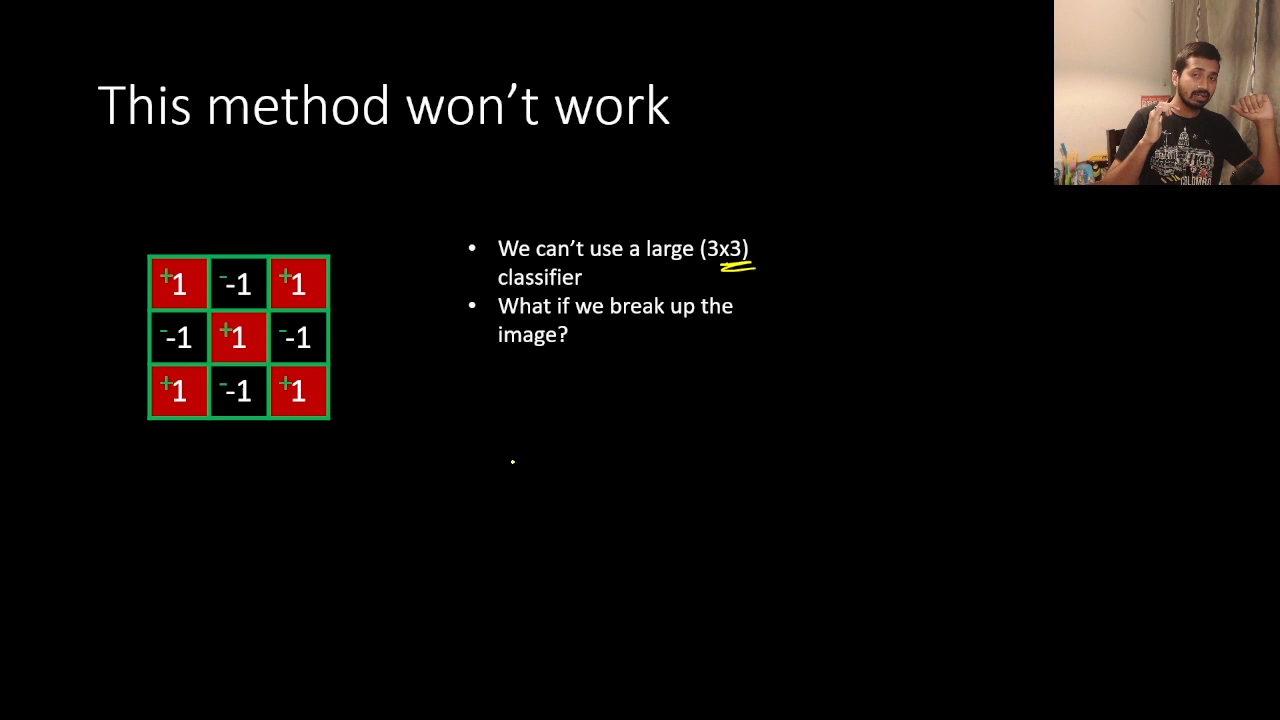 This method won't work
• We can't use a large (3x3)
classifier
• What if we break up the
image?
+1 --1 +1
--1 +1 --1
+1 --1 +1
COLOMBO